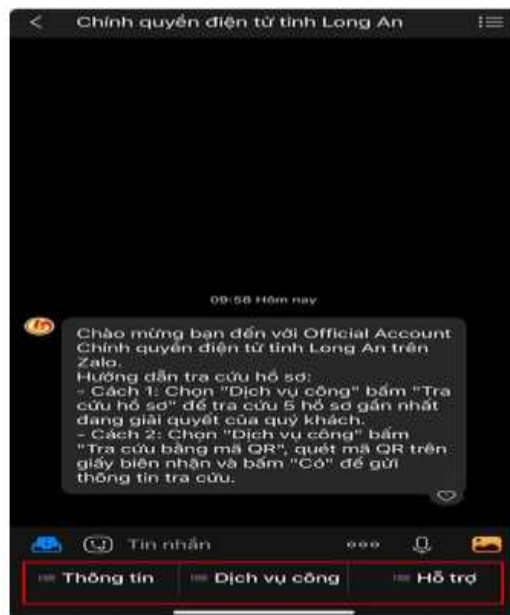 Chính quyền điện tử tỉnh Long An
09:58 Hôm nay
Chào mừng bạn đến với Official Account
Chính quyền điện tử tỉnh Long An trên
Zalo.
Hướng dẫn tra cứu hồ sơ:
- Cách 1: Chọn "Dịch vụ công" bấm "Tra
cứu hồ sơ" để tra cứu 5 hồ sơ gần nhất
đang giải quyết của quý khách.
- Cách 2: Chọn "Dịch vụ công" bấm
"Tra cứu bằng mã QR", quét mã QR trên
giấy biên nhận và bấm "Có" để gửi
thông tin tra cứu.
Tin nhắn
Thông tin Dịch vụ công Hỗ trợ